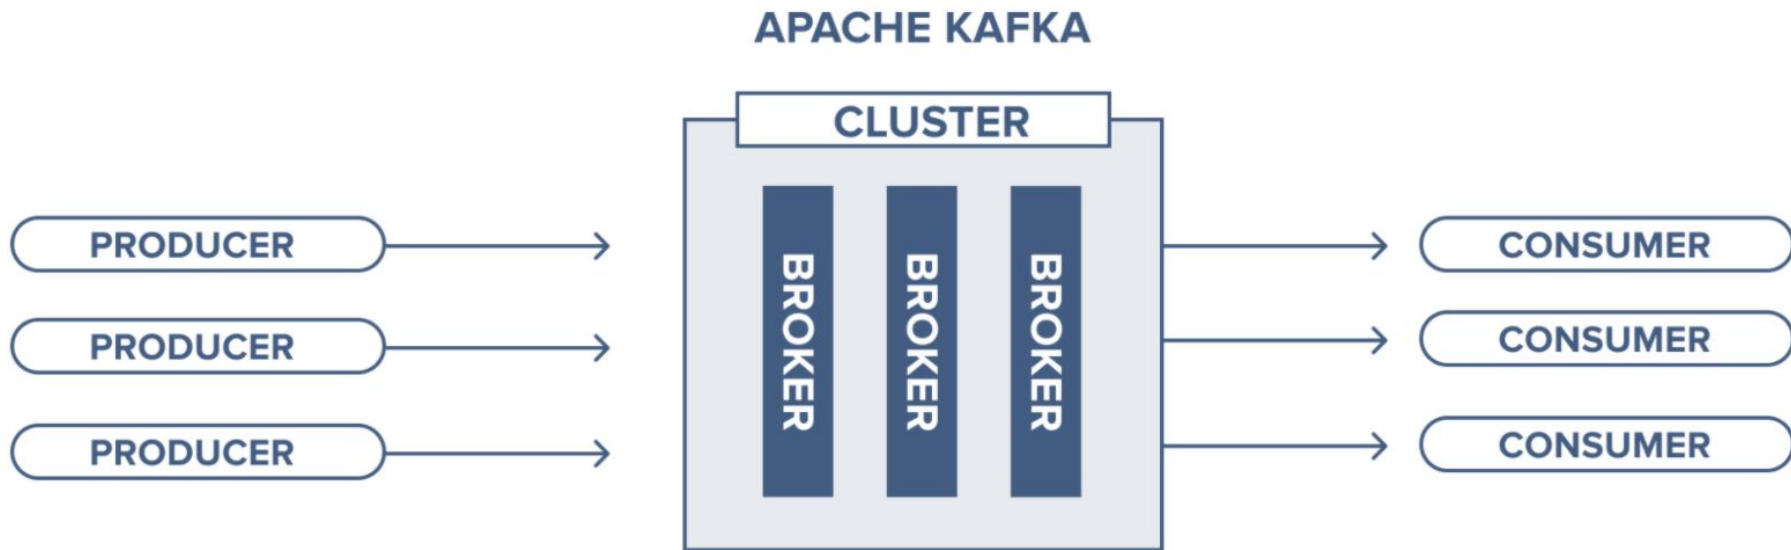 APACHE KAFKA
CLUSTER
PRODUCER
PRODUCER
PRODUCER
BROKER
BROKER
BROKER
CONSUMER
CONSUMER
CONSUMER